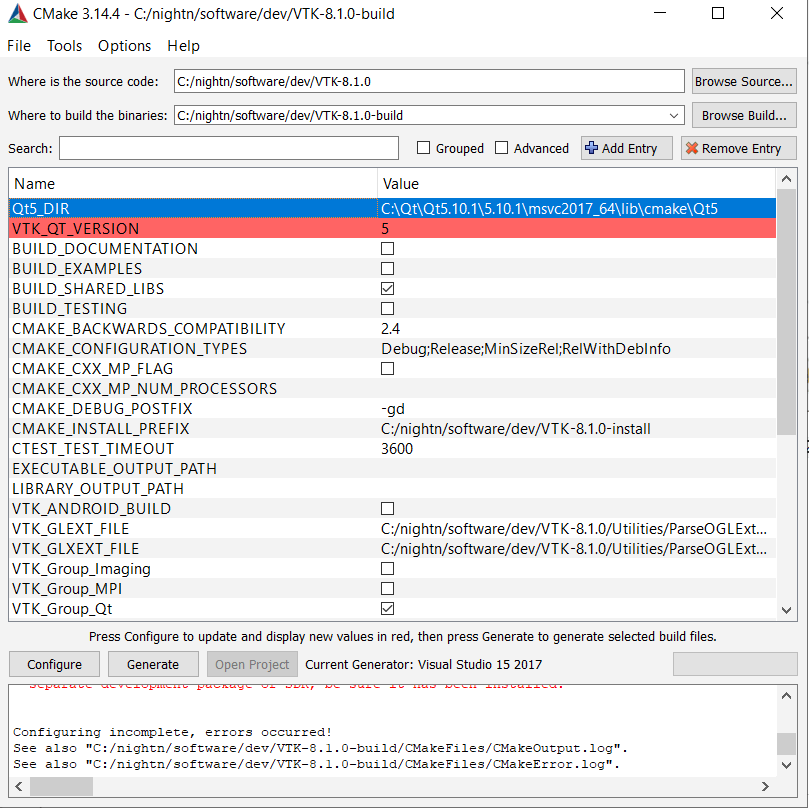 CMake 3.14.4 - C:/nightn/software/dev/VTK-8.1.0-build
File Tools Options Help
Where is the source code: C:/nightn/software/dev/VTK-8.1.0 Browse Source...
Where to build the binaries: C:/nightn/software/dev/VTK-8.1.0-build Browse Build...
Search: Grouped Advanced Add Entry Remove Entry
Name Value
Qt5_DIR C:\Qt\Qt5.10.1\5.10.1\msvc2017_64\lib\cmake\Qt5
VTK_QT_VERSION 5
BUILD_DOCUMENTATION
BUILD_EXAMPLES
BUILD_SHARED_LIBS
BUILD_TESTING
CMAKE_BACKWARDS_COMPATIBILITY 2.4
CMAKE_CONFIGURATION_TYPES Debug;Release;MinSizeRel;RelWithDebInfo
CMAKE_CXX_MP_FLAG
CMAKE_CXX_MP_NUM_PROCESSORS
CMAKE_DEBUG_POSTFIX -gd
CMAKE_INSTALL_PREFIX C:/nightn/software/dev/VTK-8.1.0-install
CTEST_TEST_TIMEOUT 3600
EXECUTABLE_OUTPUT_PATH
LIBRARY_OUTPUT_PATH
VTK_ANDROID_BUILD
VTK_GLEXT_FILE C:/nightn/software/dev/VTK-8.1.0/Utilities/ParseOGLExt...
VTK_GLXEXT_FILE C:/nightn/software/dev/VTK-8.1.0/Utilities/ParseOGLExt...
VTK_Group_Imaging
VTK_Group_MPI
VTK_Group_Qt
Press Configure to update and display new values in red, then press Generate to generate selected build files.
Configure Generate Open Project Current Generator: Visual Studio 15 2017
separate development package or SDK, be sure it has been installed.
Configuring incomplete, errors occurred!
See also "C:/nightn/software/dev/VTK-8.1.0-build/CMakeFiles/CMakeOutput.log".
See also "C:/nightn/software/dev/VTK-8.1.0-build/CMakeFiles/CMakeError.log".